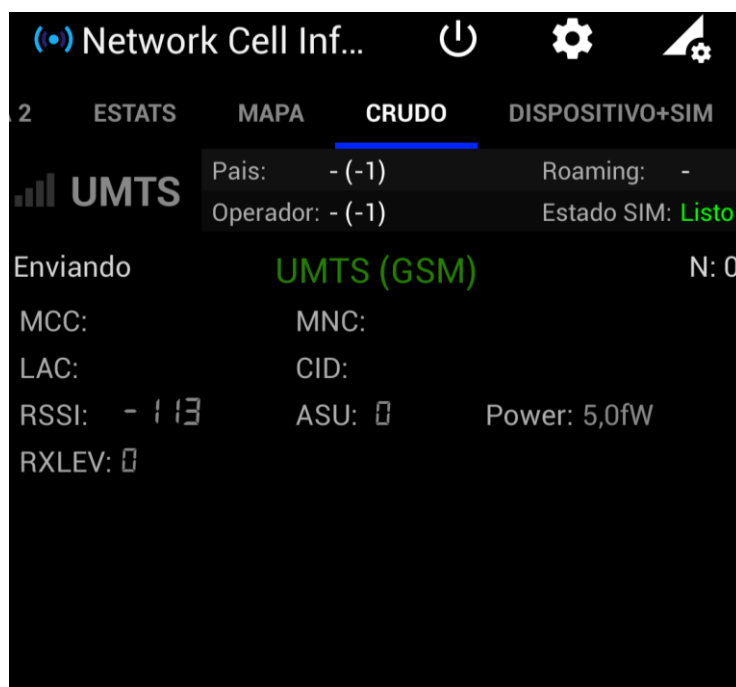 Network Cell Inf...
2 ESTATS MAPA CRUDO DISPOSITIVO+SIM
UMTS
Pais: - (-1) Roaming: -
Operador: - (-1) Estado SIM: Listo
Enviando UMTS (GSM) N: 0
MCC: MNC:
LAC: CID:
RSSI: -113 ASU: 0 Power: 5,0fW
RXLEV: 0